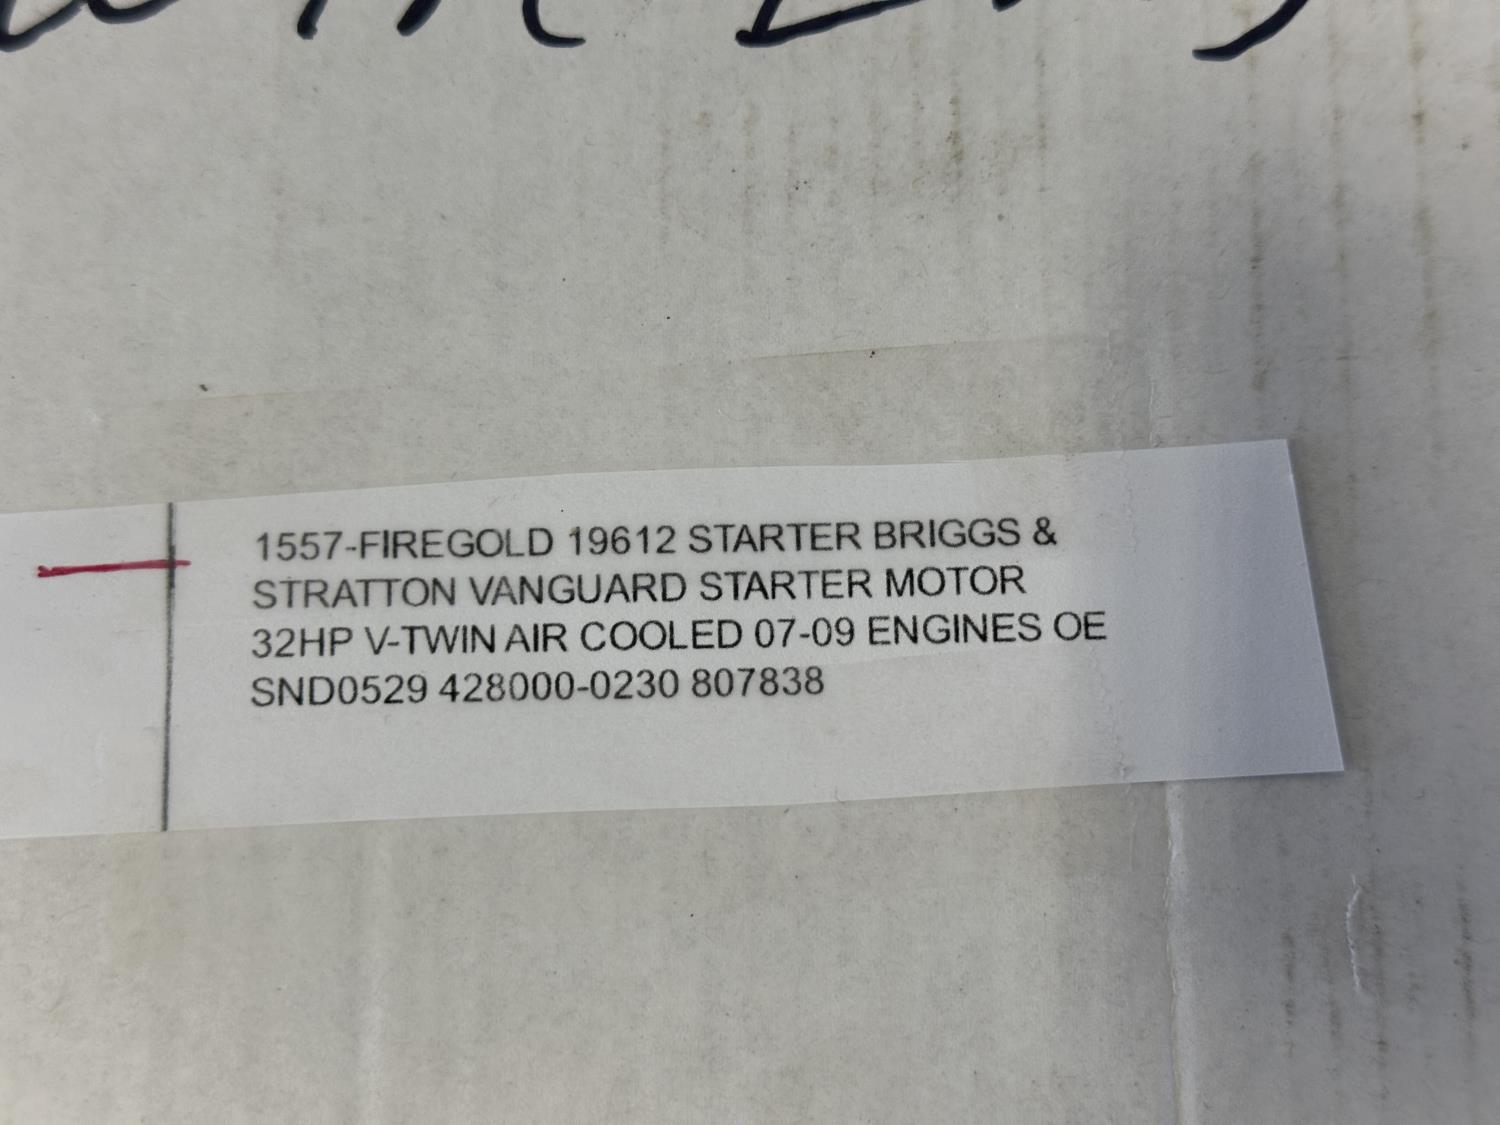 1557-FIREGOLD 19612 STARTER BRIGGS &
STRATTON VANGUARD STARTER MOTOR
32HP V-TWIN AIR COOLED 07-09 ENGINES OE
SND0529 428000-0230 807838